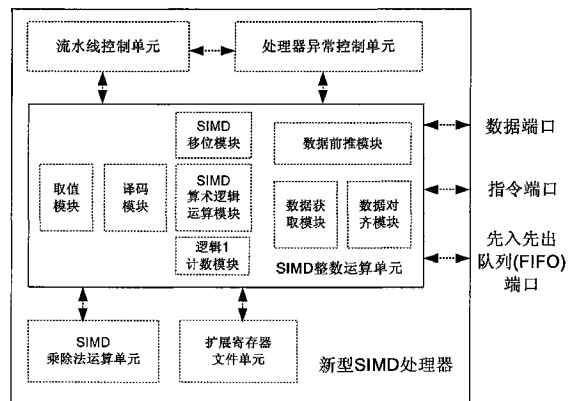 流水线控制单元
处理器异常控制单元
SIMD
移位模块
数据前推模块
数据端口
取值
模块
译码
模块
SIMD
算术逻辑
运算模块
数据获
取模块
数据对
齐模块
指令端口
逻辑1
计数模块
SIMD整数运算单元
先入先出
队列(FIFO)
端口
SIMD
乘除法运算单元
扩展寄存器
文件单元
新型SIMD处理器